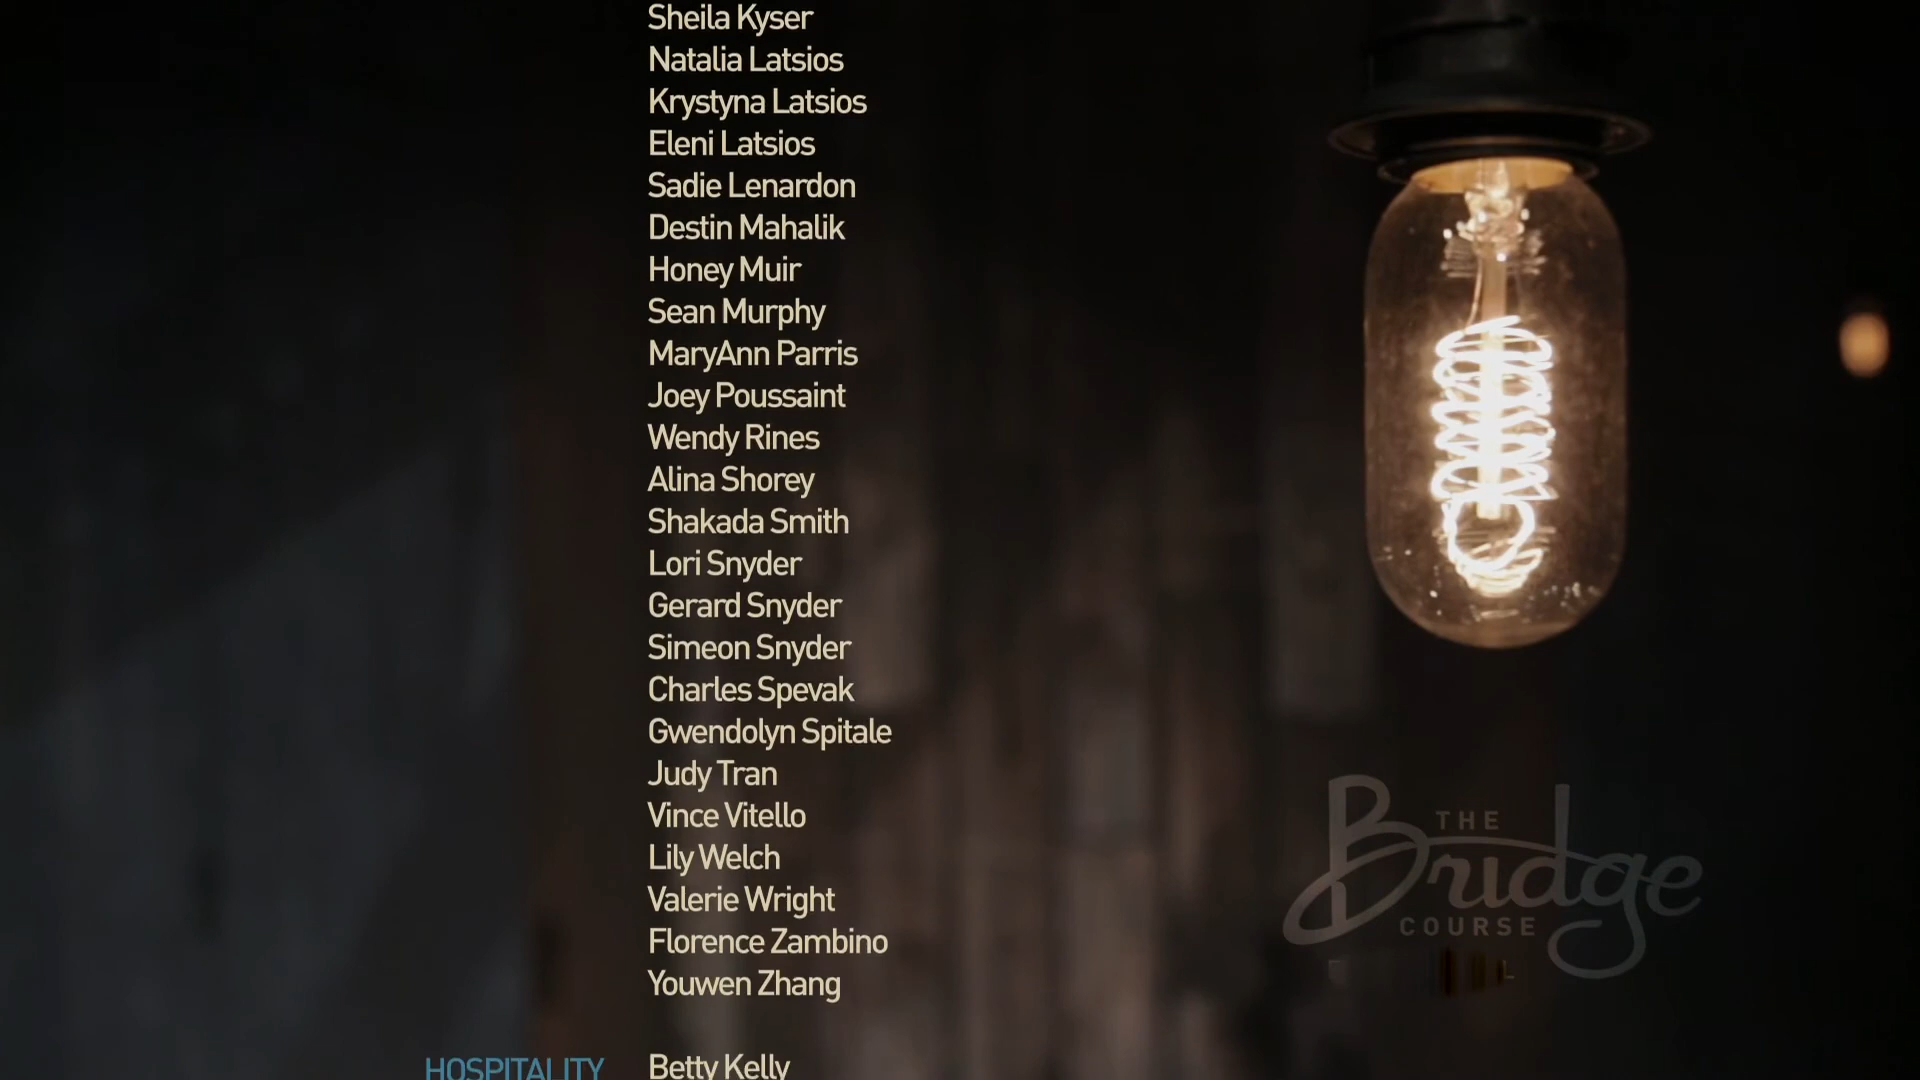 Sheila Kyser
Natalia Latsios
Krystyna Latsios
Eleni Latsios
Sadie Lenardon
Destin Mahalik
Honey Muir
Sean Murphy
MaryAnn Parris
Joey Poussaint
Wendy Rines
Alina Shorey
Shakada Smith
Lori Snyder
Gerard Snyder
Simeon Snyder
Charles Spevak
Gwendolyn Spitale
Judy Tran
Vince Vitello
Lily Welch
Valerie Wright
Florence Zambino
Youwen Zhang
HOSPITALITY Betty Kelly
THE
Bridge
COURSE